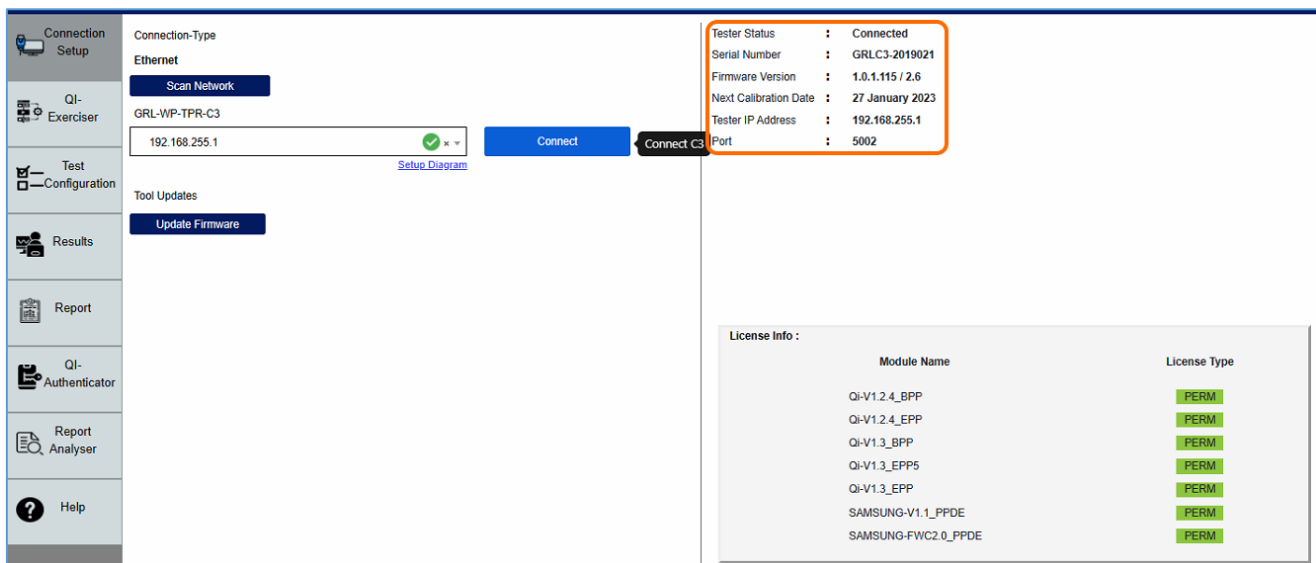 Connection
Setup
QI-
Exerciser
Test
Configuration
Results
Report
QI-
Authenticator
Report
Analyser
Help
Connection-Type
Ethernet
Scan Network
GRL-WP-TPR-C3
192.168.255.1
Connect
Connect C3
Setup Diagram
Tool Updates
Update Firmware
Tester Status : Connected
Serial Number : GRLC3-2019021
Firmware Version : 1.0.1.115 / 2.6
Next Calibration Date : 27 January 2023
Tester IP Address : 192.168.255.1
Port : 5002
License Info :
Module Name License Type
Qi-V1.2.4_BPP PERM
Qi-V1.2.4_EPP PERM
Qi-V1.3_BPP PERM
Qi-V1.3_EPP5 PERM
Qi-V1.3_EPP PERM
SAMSUNG-V1.1_PPDE PERM
SAMSUNG-FWC2.0_PPDE PERM